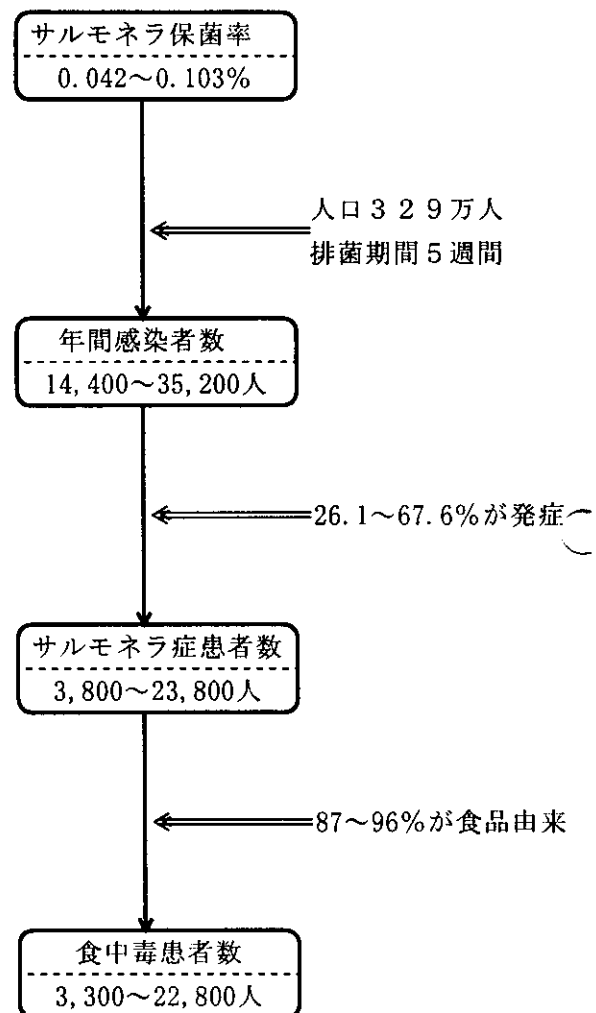 サルモネラ保菌率
0.042～0.103%
人口３２９万人
排菌期間５週間
年間感染者数
14,400～35,200人
26.1～67.6%が発症
サルモネラ症患者数
3,800～23,800人
87～96%が食品由来
食中毒患者数
3,300～22,800人